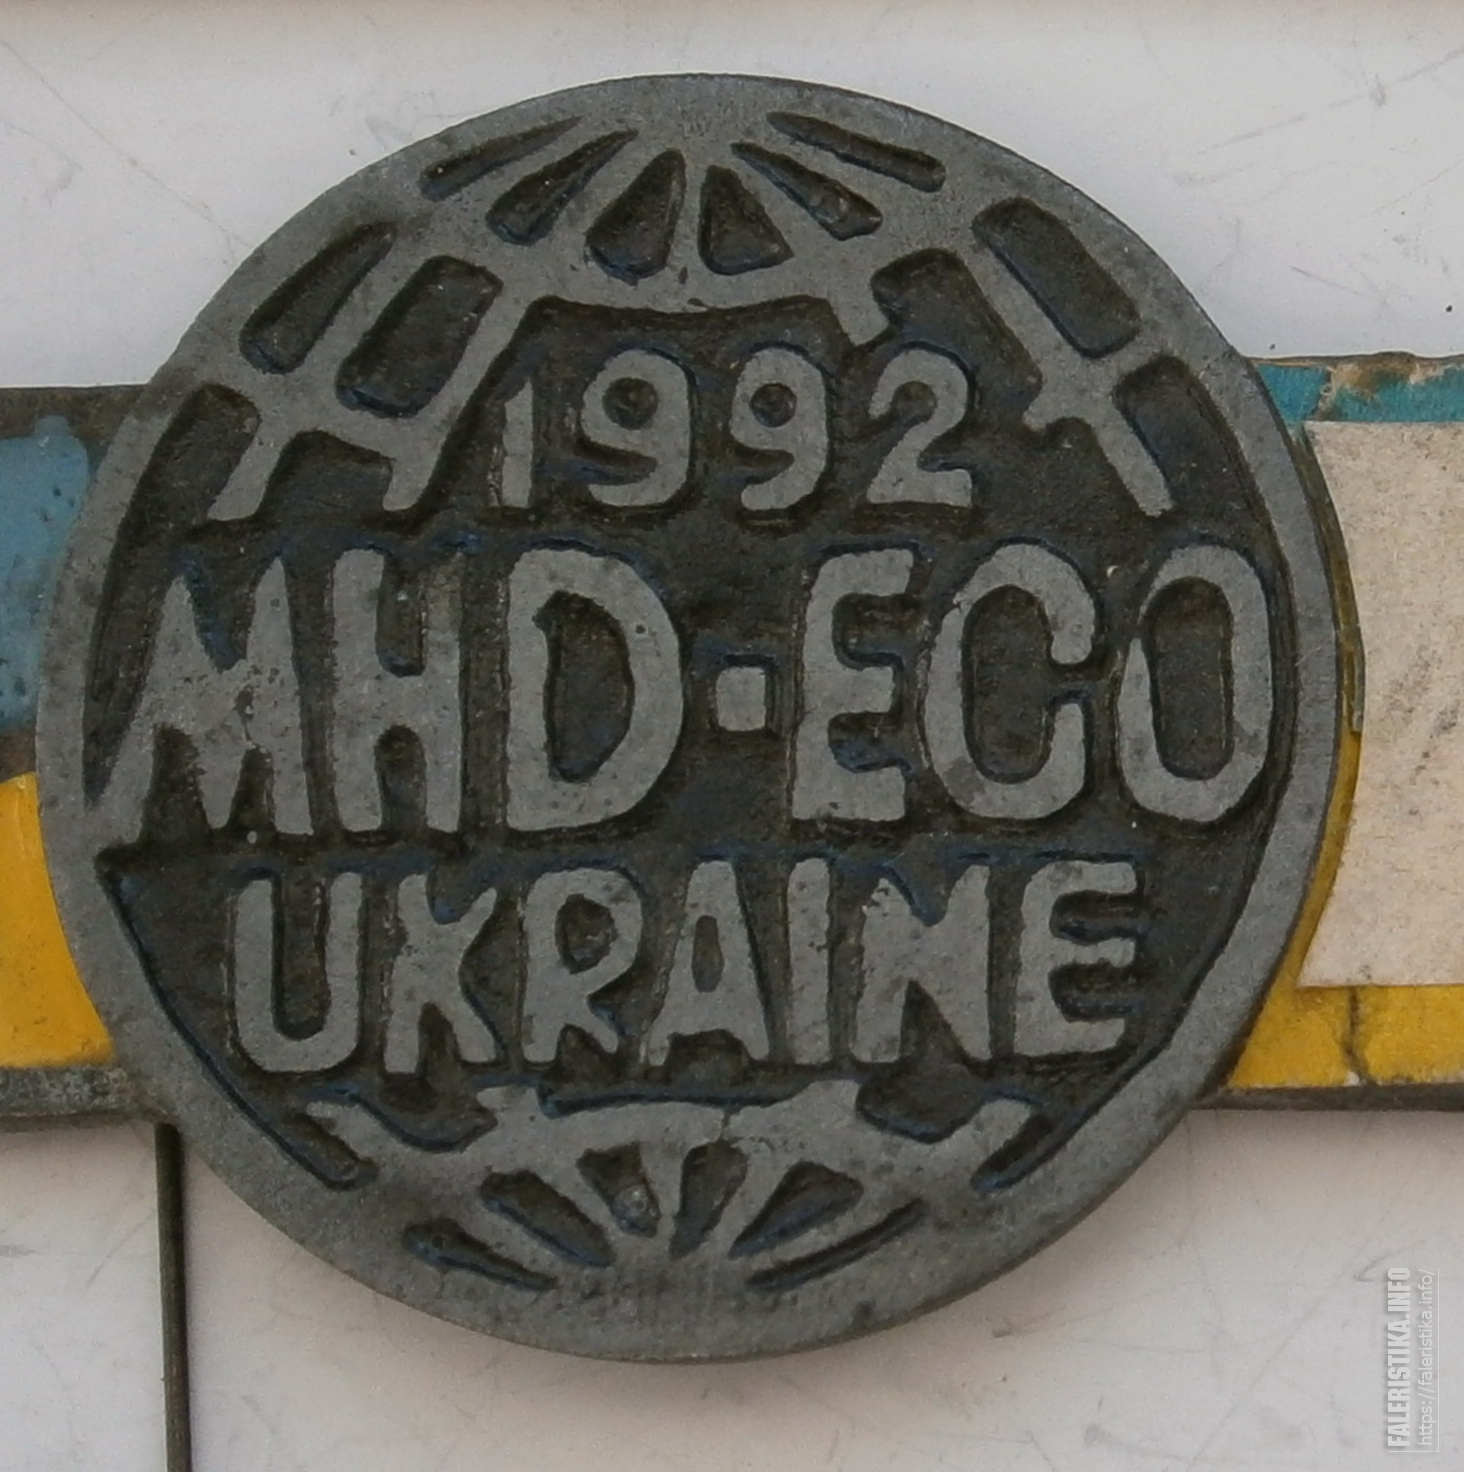 1992
MHD-ECO
UKRAINE
FALERISTIKA.INFO
https://faleristika.info/